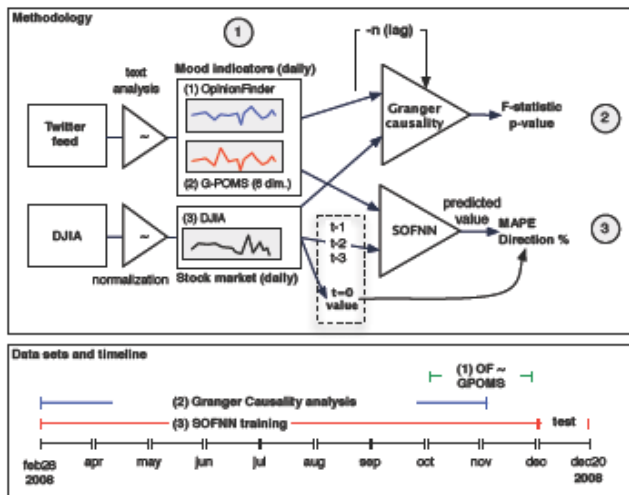 Methodology
1
-n (lag)
text
analysis
Mood indicators (daily)
(1) OpinionFinder
Twitter
feed
~
Granger
causality
F-statistic
p-value
2
(2) G-POMS (6 dim.)
DJIA
~
normalization
(3) DJIA
Stock market (daily)
t-1
t-2
t-3
t=0
value
SOFNN
predicted
value
MAPE
Direction %
3
Data sets and timeline
(1) OF ~
GPOMS
(2) Granger Causality analysis
(3) SOFNN training
test
feb28 apr may jun jul aug sep oct nov dec dec20
2008 2008